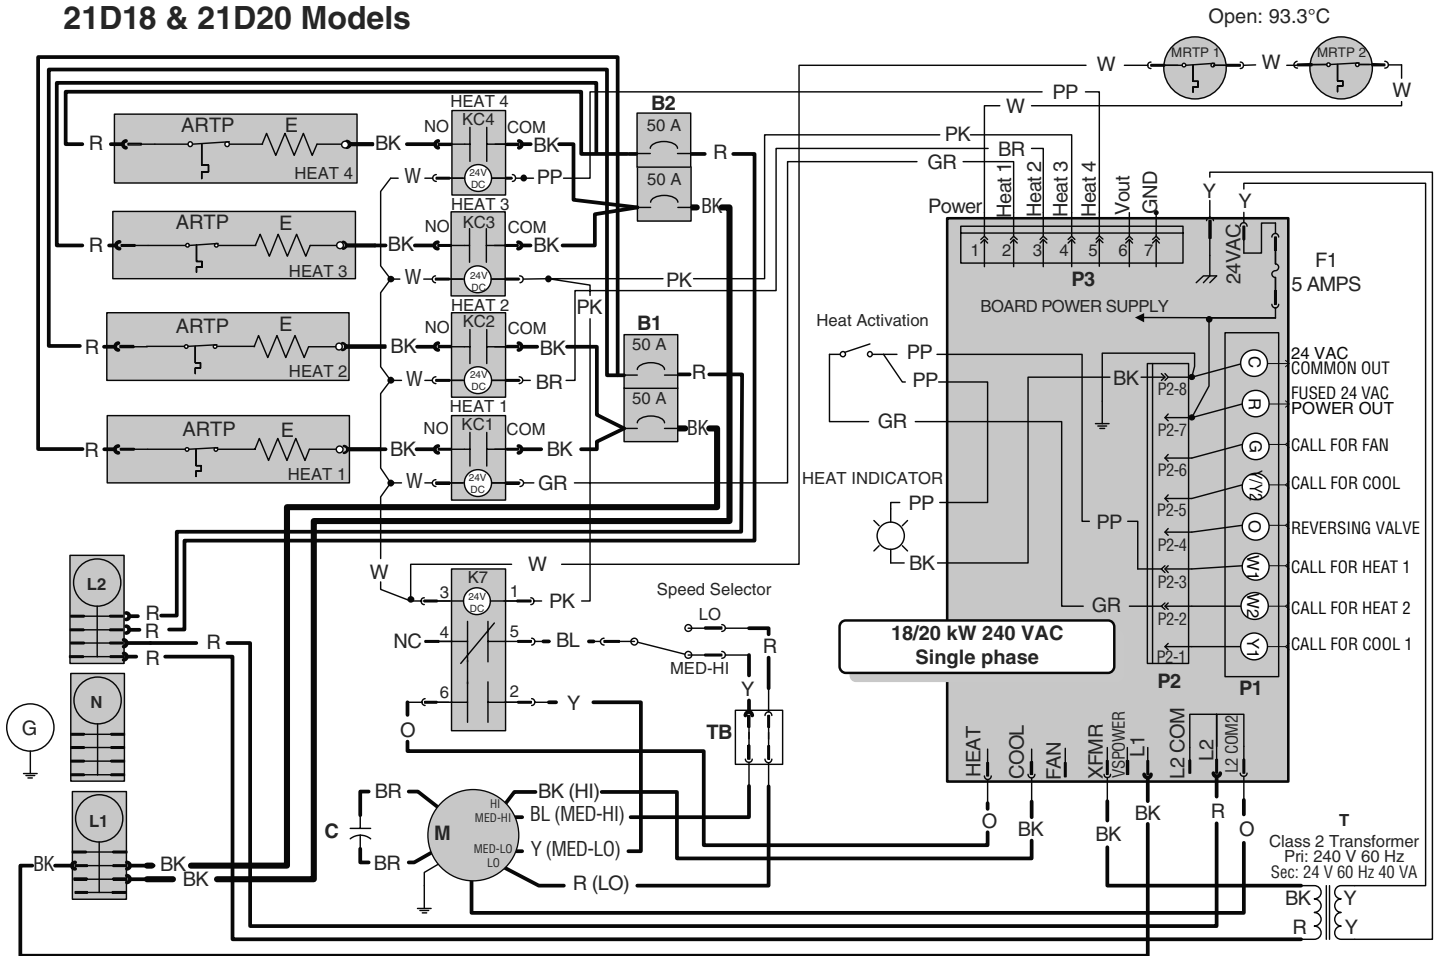 21D18 & 21D20 Models
Open: 93.3°C
MRTP 1
MRTP 2
W
W
W
W
PP
PK
BR
GR
HEAT 4
KC4
NO
COM
BK
BK
24V
DC
W
PP
R
ARTP
E
HEAT 4
B2
50 A
50 A
R
BK
HEAT 3
KC3
NO
COM
BK
BK
24V
DC
W
PK
PK
R
ARTP
E
HEAT 3
HEAT 2
KC2
NO
COM
BK
BK
24V
DC
W
BR
R
ARTP
E
HEAT 2
B1
50 A
50 A
R
BK
HEAT 1
KC1
NO
COM
BK
BK
24V
DC
W
GR
R
ARTP
E
HEAT 1
Power
Heat 1
Heat 2
Heat 3
Heat 4
Vout
GND
1
2
3
4
5
6
7
P3
Y
Y
24VAC
F1
5 AMPS
BOARD POWER SUPPLY
Heat Activation
PP
PP
GR
HEAT INDICATOR
PP
BK
BK
PP
GR
P2-8
P2-7
P2-6
P2-5
P2-4
P2-3
P2-2
P2-1
P2
C
R
G
Y/Y2
O
W1
W2
Y1
P1
24 VAC
COMMON OUT
FUSED 24 VAC
POWER OUT
CALL FOR FAN
CALL FOR COOL
REVERSING VALVE
CALL FOR HEAT 1
CALL FOR HEAT 2
CALL FOR COOL 1
18/20 kW 240 VAC
Single phase
W
W
K7
24V
DC
3
1
PK
NC
4
5
BL
6
2
Y
O
Speed Selector
LO
MED-HI
R
Y
TB
L2
R
R
R
R
N
G
L1
BK
BK
BK
C
BR
BR
M
HI
MED-HI
MED-LO
LO
BK (HI)
BL (MED-HI)
Y (MED-LO)
R (LO)
HEAT
COOL
FAN
XFMR
VSPOWER
L1
L2 COM
L2
L2 COM2
O
BK
BK
BK
R
O
T
Class 2 Transformer
Pri: 240 V 60 Hz
Sec: 24 V 60 Hz 40 VA
BK
Y
R
Y